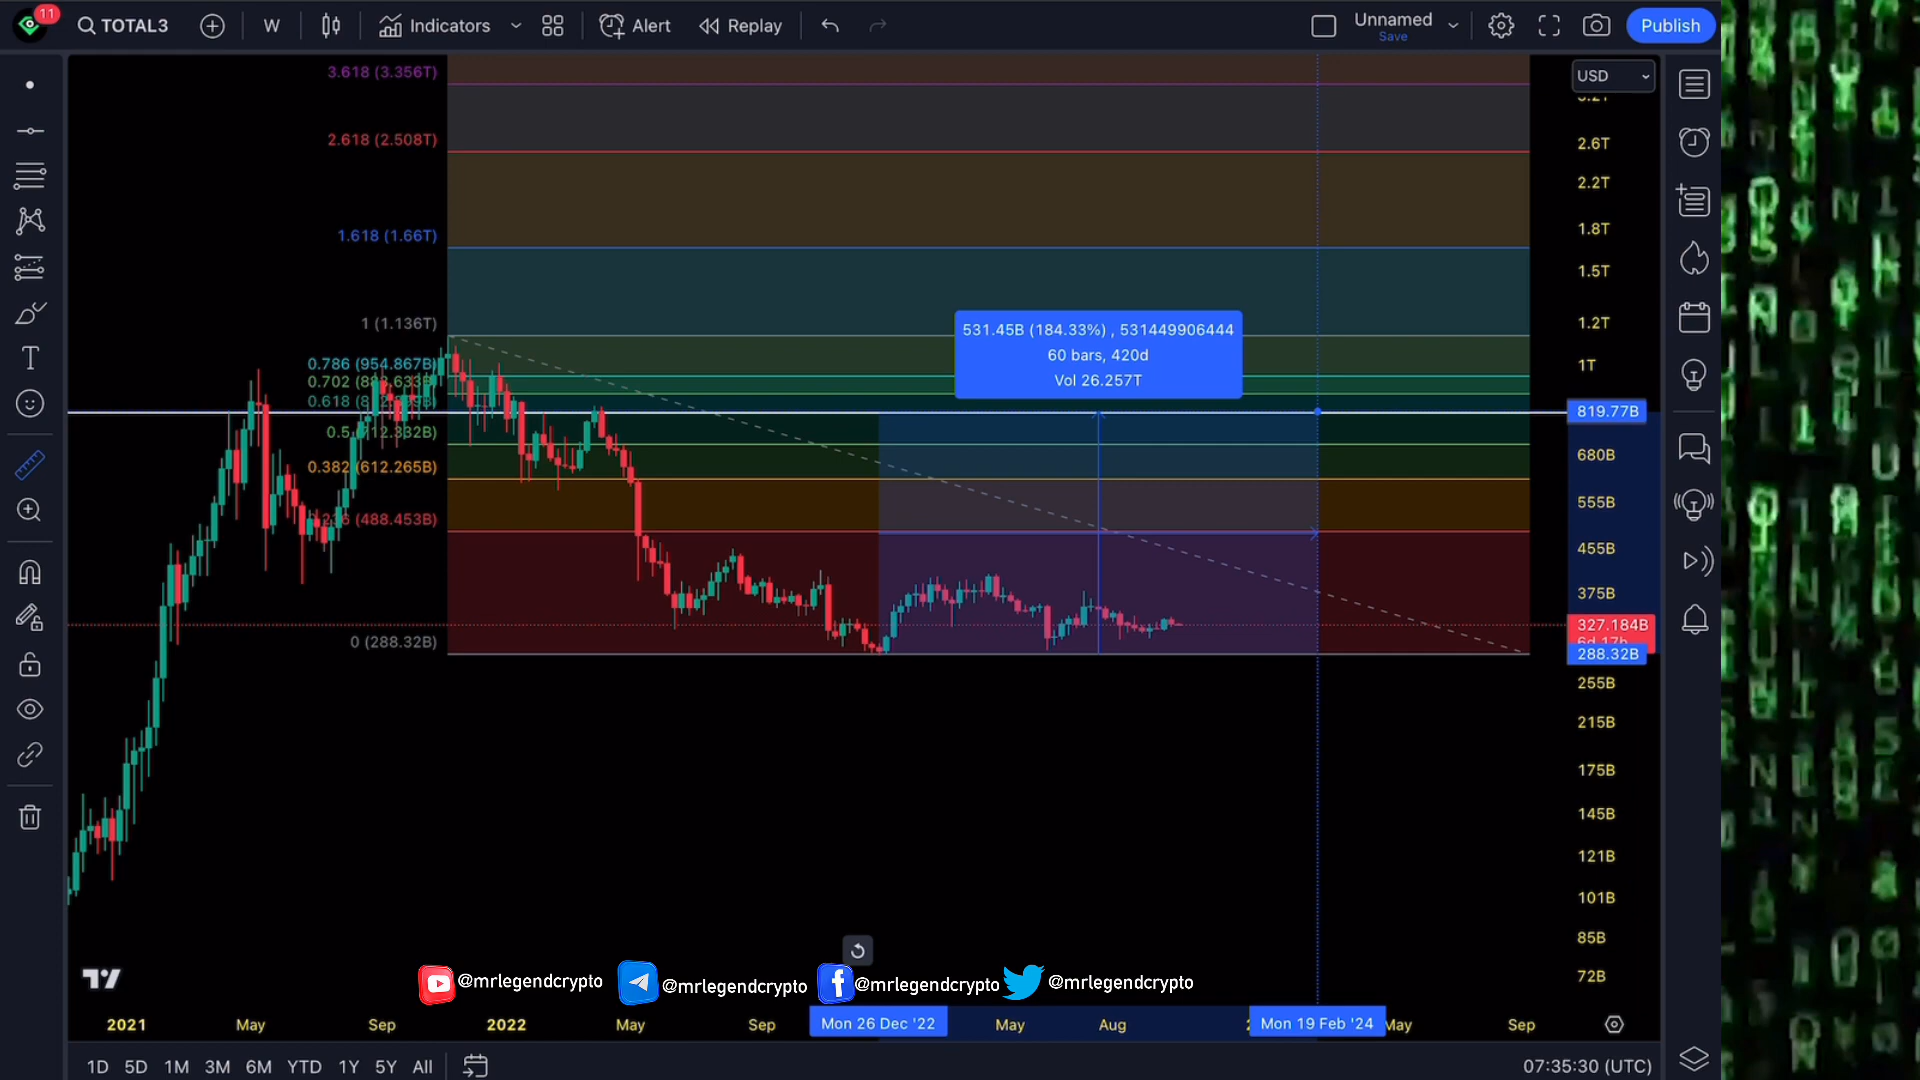 11
TOTAL3
W
Indicators
Alert
Replay
Unnamed
Save
Publish
3.618 (3.356T)
2.618 (2.508T)
1.618 (1.66T)
1 (1.136T)
0.786 (954.867B)
0.5 (712.332B)
0.382 (612.265B)
(488.453B)
0 (288.32B)
531.45B (184.33%) , 531449906444
60 bars, 420d
Vol 26.257T
USD
2.6T
2.2T
1.8T
1.5T
1.2T
1T
819.77B
680B
555B
455B
375B
327.184B
6d 17h
288.32B
255B
215B
175B
145B
121B
101B
85B
72B
@mrlegendcrypto @mrlegendcrypto @mrlegendcrypto @mrlegendcrypto
2021 May Sep 2022 May Sep Mon 26 Dec '22 May Aug Mon 19 Feb '24 May Sep
1D 5D 1M 3M 6M YTD 1Y 5Y All
07:35:30 (UTC)